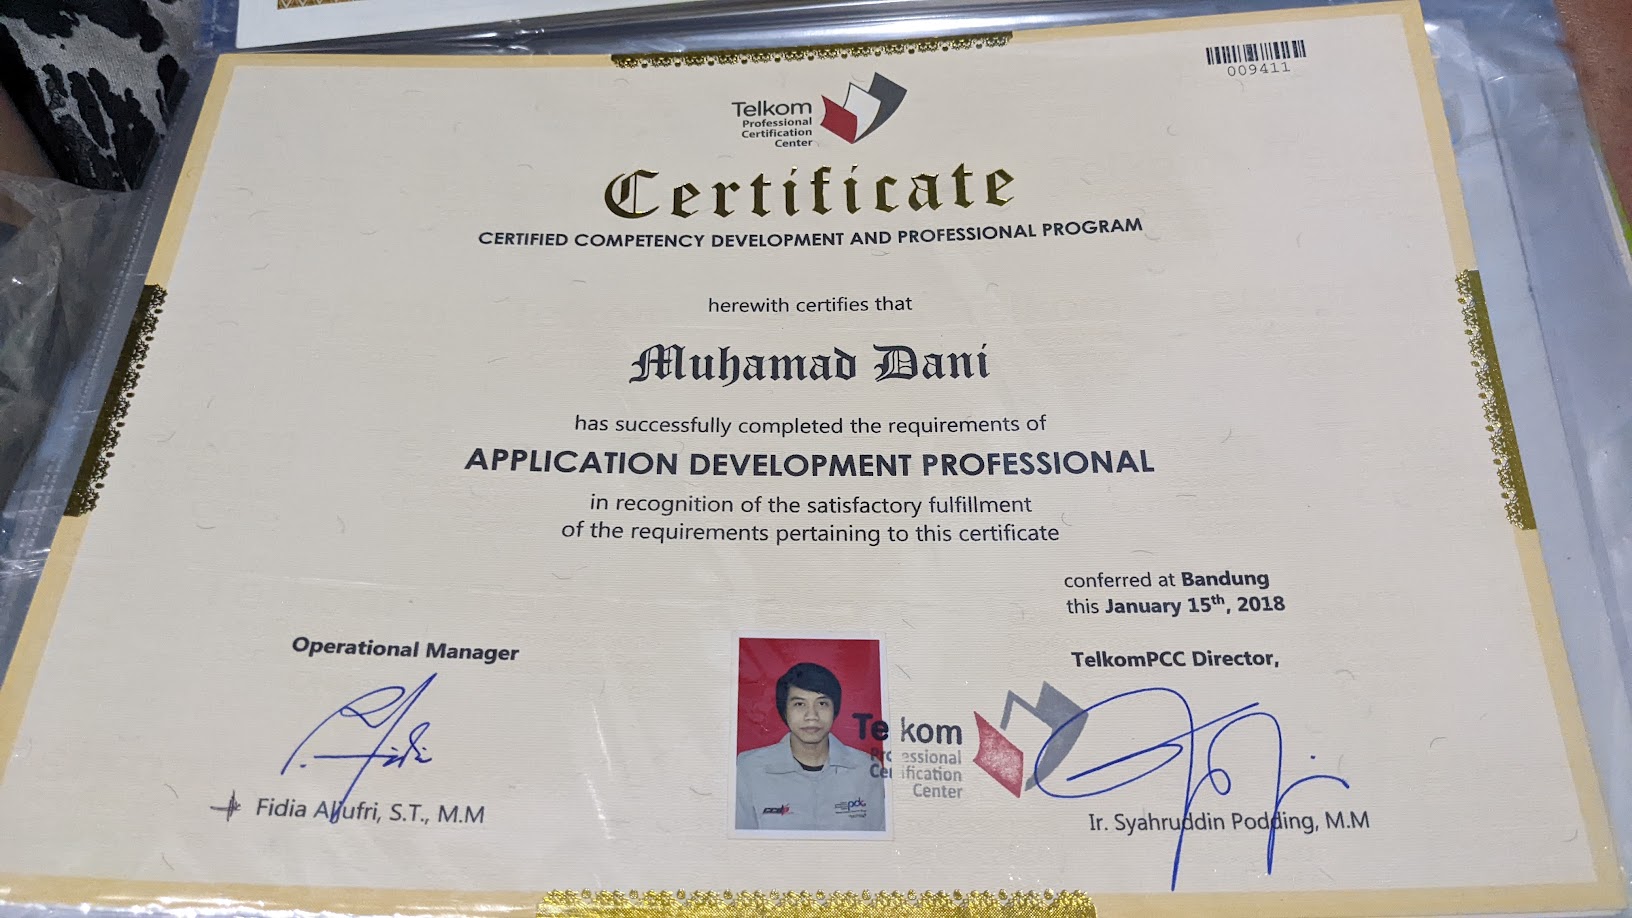 009411
Telkom
Professional
Certification
Center
Certificate
CERTIFIED COMPETENCY DEVELOPMENT AND PROFESSIONAL PROGRAM
herewith certifies that
Muhamad Dani
has successfully completed the requirements of
APPLICATION DEVELOPMENT PROFESSIONAL
in recognition of the satisfactory fulfillment
of the requirements pertaining to this certificate
conferred at Bandung
this January 15th, 2018
Operational Manager
Fidia Aljufri, S.T., M.M
TelkomPCC Director,
Telkom
Professional
Certification
Center
Ir. Syahruddin Podding, M.M